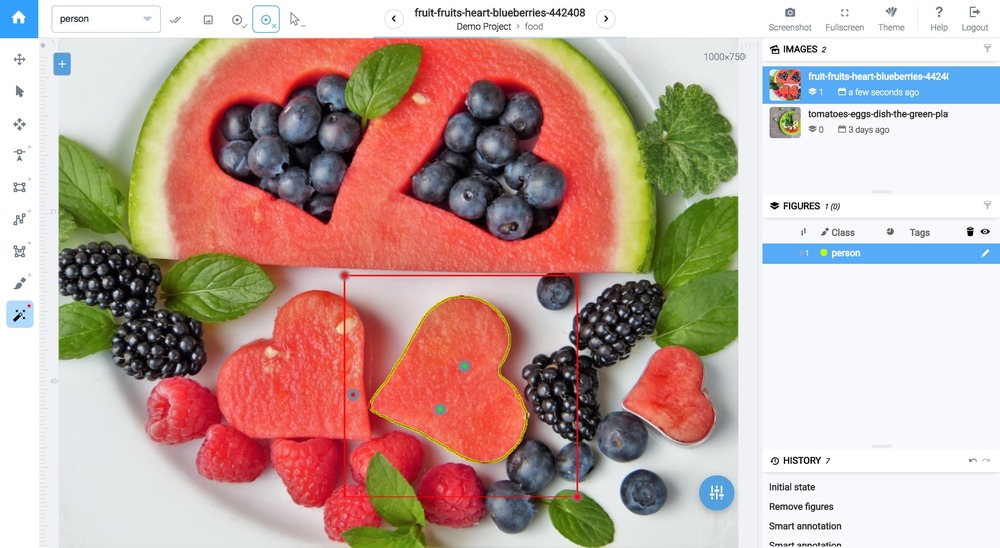 person
fruit-fruits-heart-blueberries-442408
Demo Project > food
Screenshot
Fullscreen
Theme
Help
Logout
1000×750
IMAGES 2
fruit-fruits-heart-blueberries-4424
1 a few seconds ago
tomatoes-eggs-dish-the-green-pla
0 3 days ago
FIGURES 1 (0)
Class Tags
1 person
HISTORY 7
Initial state
Remove figures
Smart annotation
Smart annotation